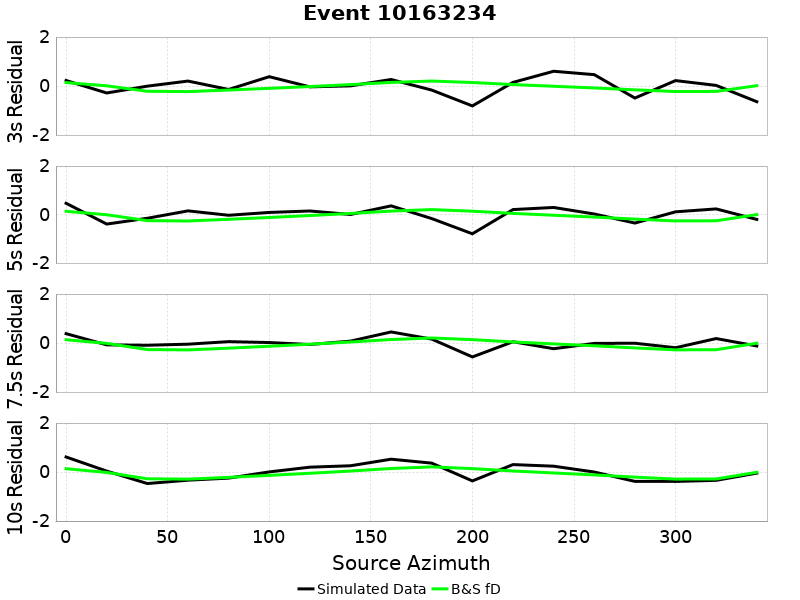 Event 10163234
3s Residual
2
0
-2
5s Residual
2
0
-2
7.5s Residual
2
0
-2
10s Residual
2
0
-2
0 50 100 150 200 250 300
Source Azimuth
Simulated Data B&S fD